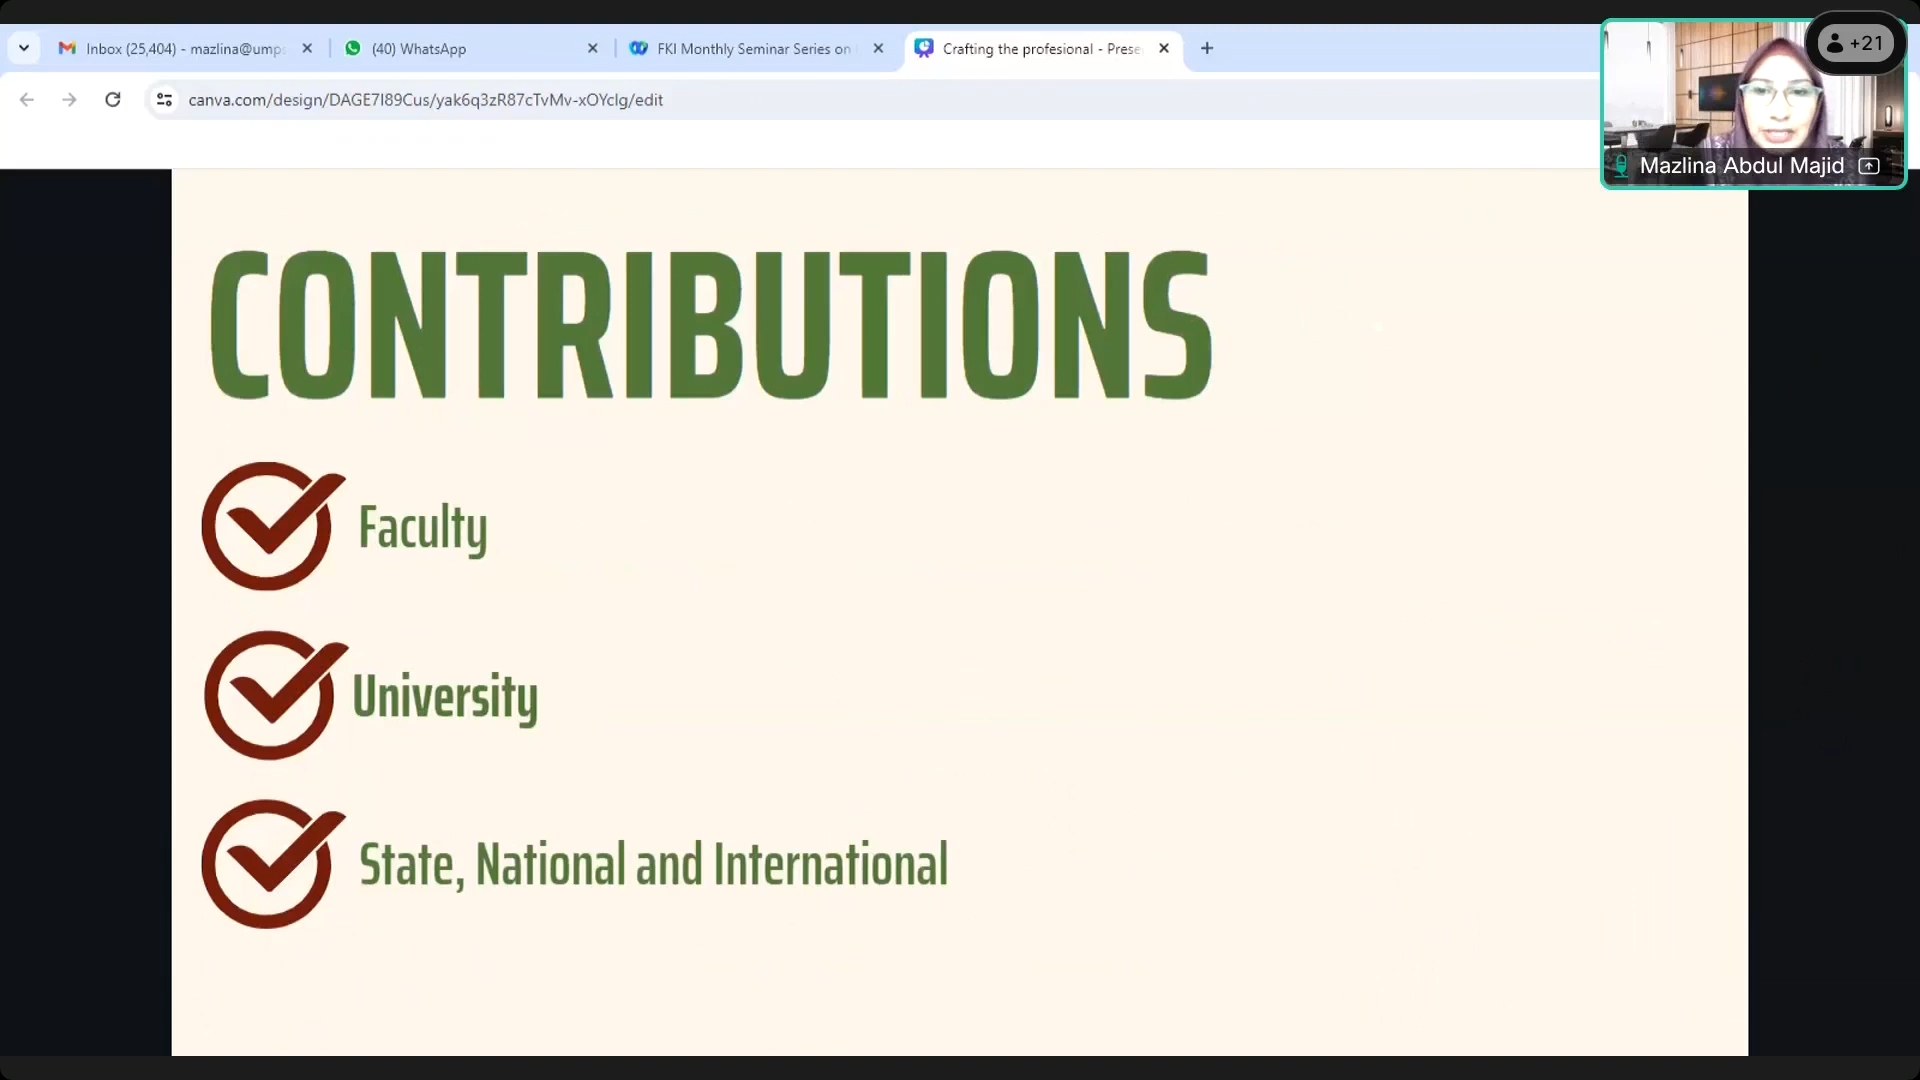 Inbox (25,404) - mazlina@ump
(40) WhatsApp
FKI Monthly Seminar Series on
Crafting the profesional - Prese
+21
canva.com/design/DAGE7I89Cus/yak6q3zR87cTvMv-xOYcIg/edit
Mazlina Abdul Majid
CONTRIBUTIONS
Faculty
University
State, National and International